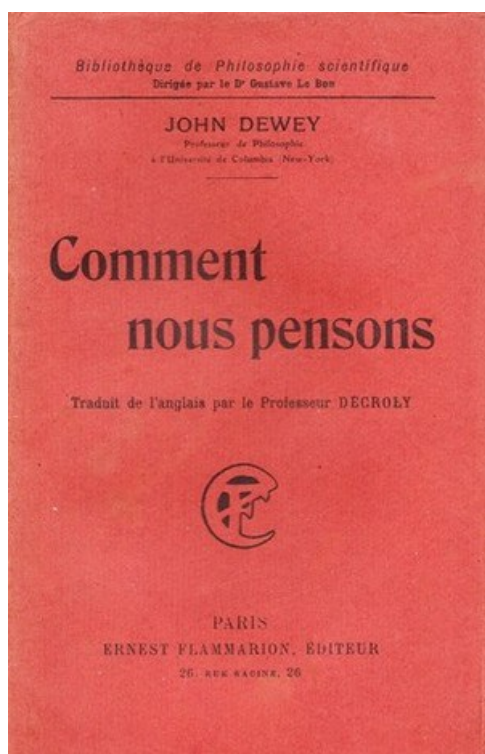 Bibliothèque de Philosophie scientifique
Dirigée par le Dr Gustave Le Bon
JOHN DEWEY
Professeur de Philosophie
à l'Université de Columbia (New-York)
Comment
nous pensons
Traduit de l'anglais par le Professeur DECROLY
PARIS
ERNEST FLAMMARION, ÉDITEUR
26, RUE RACINE, 26